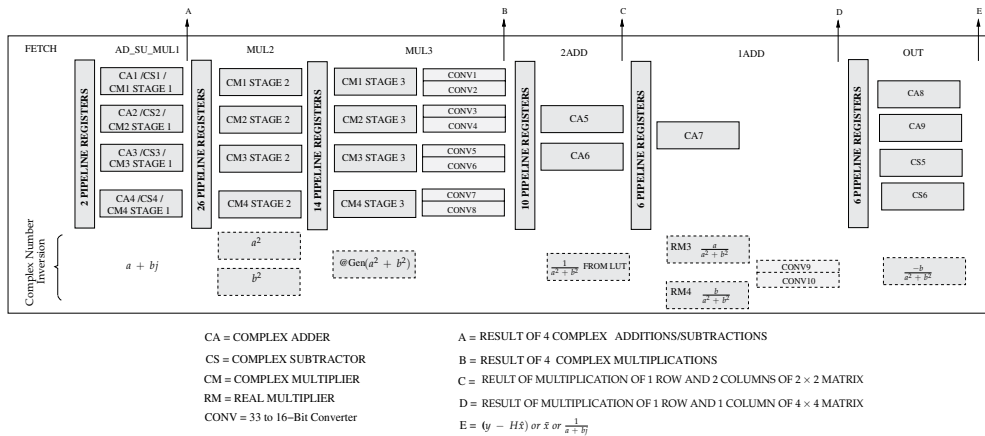 A B C D E
FETCH AD_SU_MUL1 MUL2 MUL3 2ADD 1ADD OUT
2 PIPELINE REGISTERS
CA1 /CS1 /
CM1 STAGE 1
CA2 /CS2 /
CM2 STAGE 1
CA3 /CS3 /
CM3 STAGE 1
CA4 /CS4 /
CM4 STAGE 1
26 PIPELINE REGISTERS
CM1 STAGE 2
CM2 STAGE 2
CM3 STAGE 2
CM4 STAGE 2
14 PIPELINE REGISTERS
CM1 STAGE 3
CM2 STAGE 3
CM3 STAGE 3
CM4 STAGE 3
CONV1
CONV2
CONV3
CONV4
CONV5
CONV6
CONV7
CONV8
10 PIPELINE REGISTERS
CA5
CA6
6 PIPELINE REGISTERS
CA7
6 PIPELINE REGISTERS
CA8
CA9
CS5
CS6
Complex Number
Inversion
a + bj
a²
b²
@Gen(a² + b²)
1/(a² + b²) FROM LUT
RM3 a/(a² + b²)
RM4 b/(a² + b²)
CONV9
CONV10
−b/(a² + b²)
CA = COMPLEX ADDER
CS = COMPLEX SUBTRACTOR
CM = COMPLEX MULTIPLIER
RM = REAL MULTIPLIER
CONV = 33 to 16−Bit Converter
A = RESULT OF 4 COMPLEX ADDITIONS/SUBTRACTIONS
B = RESULT OF 4 COMPLEX MULTIPLICATIONS
C = REULT OF MULTIPLICATION OF 1 ROW AND 2 COLUMNS OF 2 × 2 MATRIX
D = RESULT OF MULTIPLICATION OF 1 ROW AND 1 COLUMN OF 4 × 4 MATRIX
E = (y − Hx̄) or x̄ or 1/(a + bj)